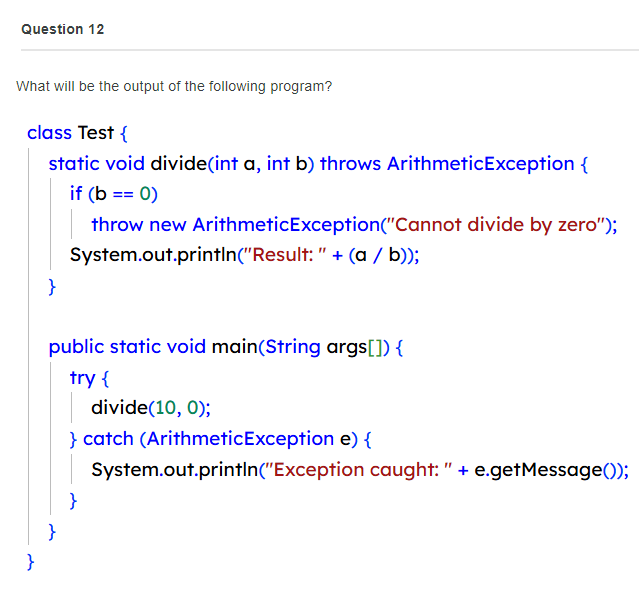 Question 12
What will be the output of the following program?
class Test {
static void divide(int a, int b) throws ArithmeticException {
if (b == 0)
throw new ArithmeticException("Cannot divide by zero");
System.out.println("Result: " + (a / b));
}
public static void main(String args[]) {
try {
divide(10, 0);
} catch (ArithmeticException e) {
System.out.println("Exception caught: " + e.getMessage());
}
}
}